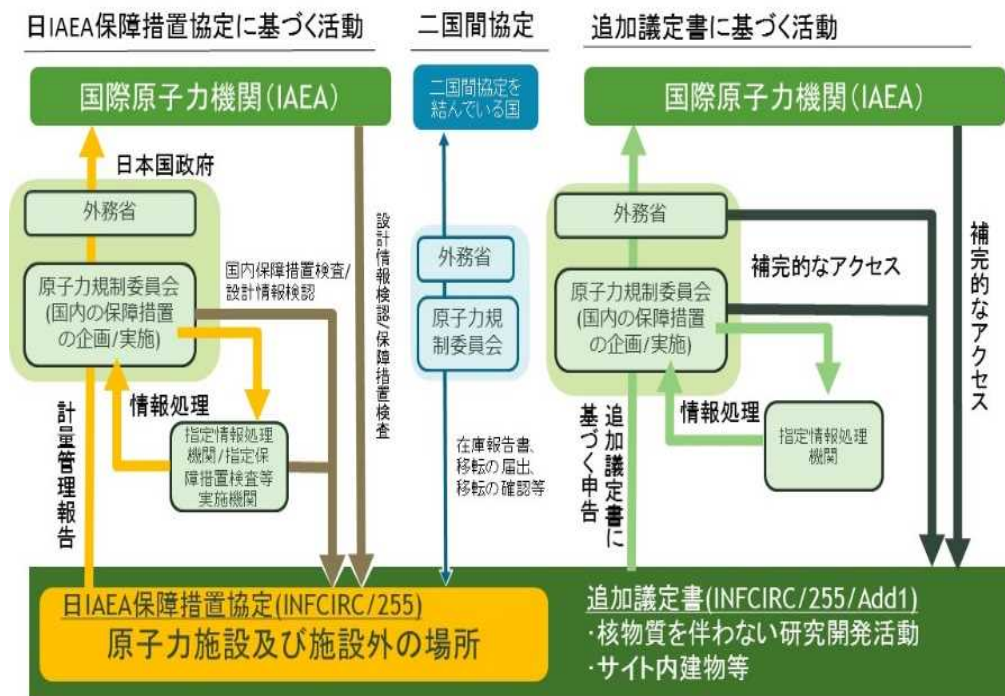 日IAEA保障措置協定に基づく活動
国際原子力機関(IAEA)
日本国政府
外務省
原子力規制委員会
(国内の保障措置
の企画/実施)
国内保障措置検査/
設計情報検認
設計情報検認/保障措置検査
情報処理
指定情報処理
機関/指定保
障措置検査等
実施機関
計量管理報告
二国間協定
二国間協定を
結んでいる国
外務省
原子力規
制委員会
在庫報告書、
移転の届出、
移転の確認等
追加議定書に基づく活動
国際原子力機関(IAEA)
外務省
原子力規制委員会
(国内の保障措置
の企画/実施)
補完的なアクセス
補完的なアクセス
情報処理
指定情報処理
機関
追加議定書に
基づく申告
日IAEA保障措置協定(INFCIRC/255)
原子力施設及び施設外の場所
追加議定書(INFCIRC/255/Add1)
・核物質を伴わない研究開発活動
・サイト内建物等